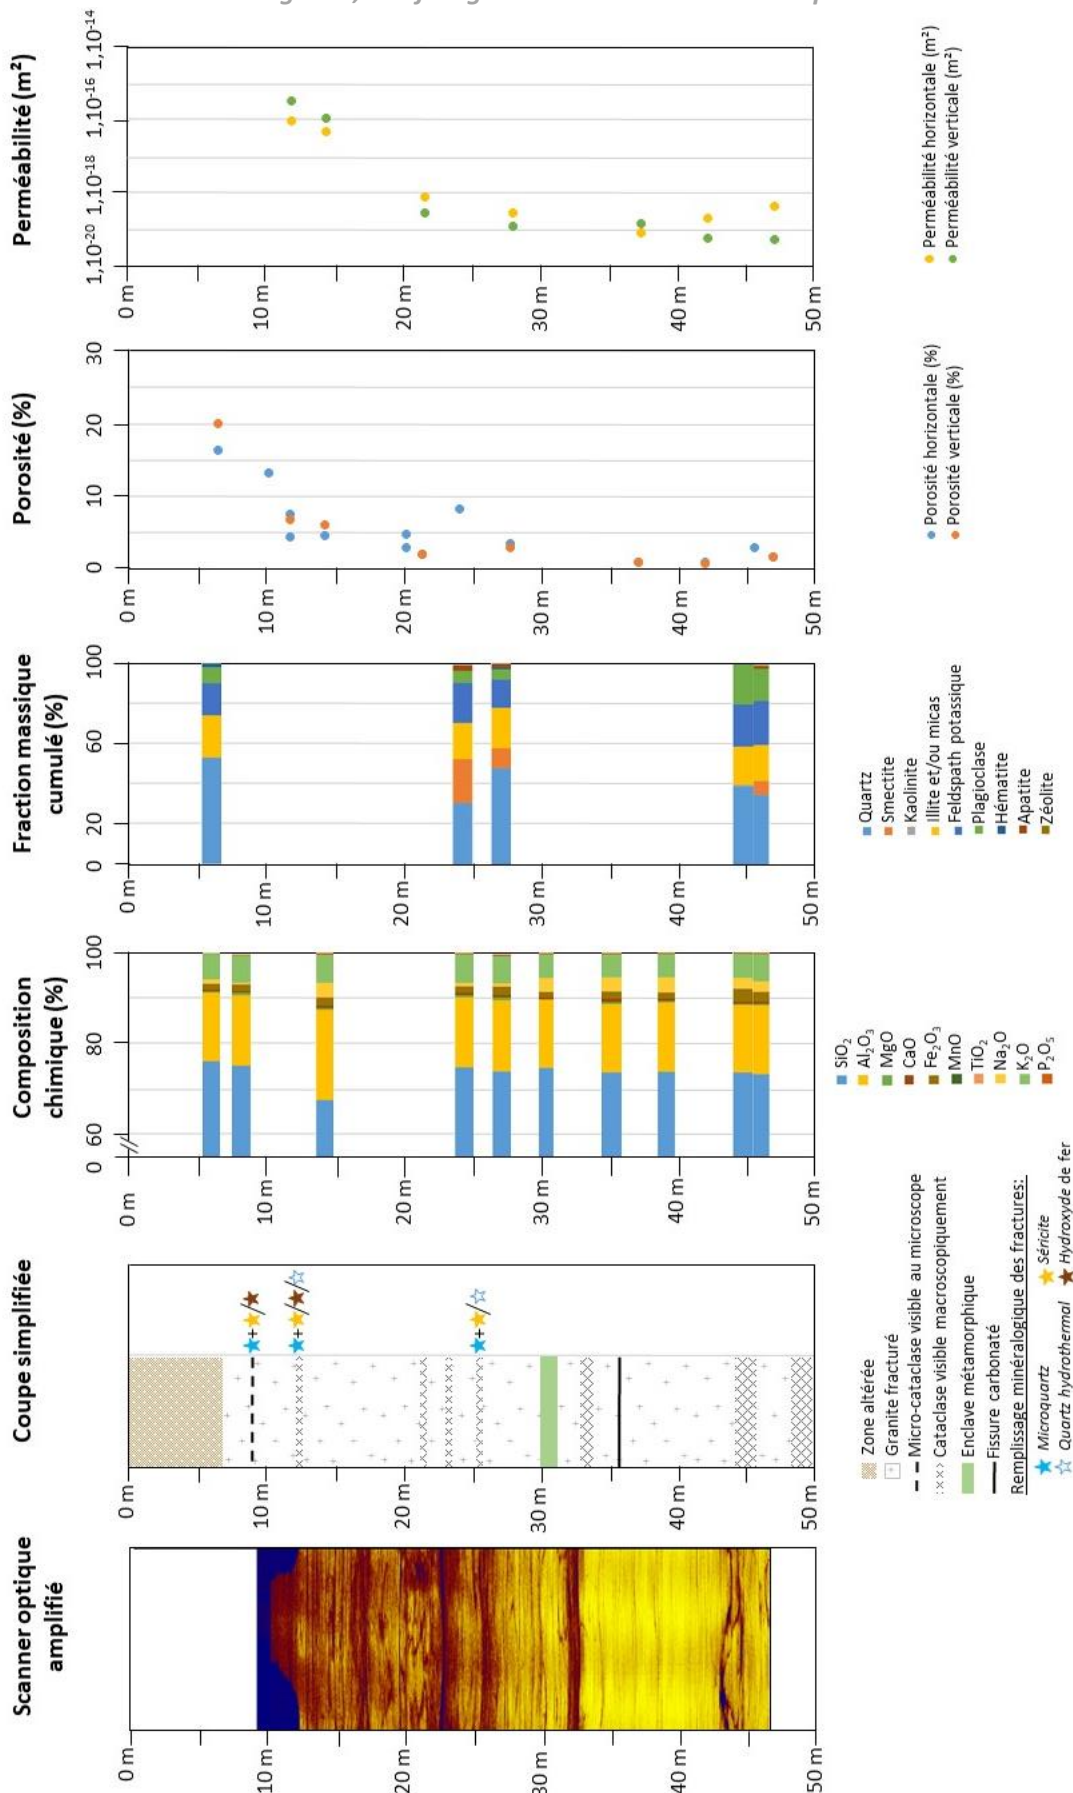 Scanner optique
amplifié
0 m
10 m
20 m
30 m
40 m
50 m
Coupe simplifiée
0 m
10 m
20 m
30 m
40 m
50 m
+
/
+
/
+
/
Zone altérée
Granite fracturé
Micro-cataclase visible au microscope
Cataclase visible macroscopiquement
Enclave métamorphique
Fissure carbonaté
Remplissage minéralogique des fractures:
Microquartz
Séricite
Quartz hydrothermal
Hydroxyde de fer
Composition
chimique (%)
0
60
80
100
0 m
10 m
20 m
30 m
40 m
50 m
SiO₂
Al₂O₃
MgO
CaO
Fe₂O₃
MnO
TiO₂
Na₂O
K₂O
P₂O₅
Fraction massique
cumulé (%)
0
20
60
100
0 m
10 m
20 m
30 m
40 m
50 m
Quartz
Smectite
Kaolinite
Illite et/ou micas
Feldspath potassique
Plagioclase
Hématite
Apatite
Zéolite
Porosité (%)
0
10
20
30
0 m
10 m
20 m
30 m
40 m
50 m
Porosité horizontale (%)
Porosité verticale (%)
Perméabilité (m²)
1,10⁻²⁰
1,10⁻¹⁸
1,10⁻¹⁶
1,10⁻¹⁴
0 m
10 m
20 m
30 m
40 m
50 m
Perméabilité horizontale (m²)
Perméabilité verticale (m²)